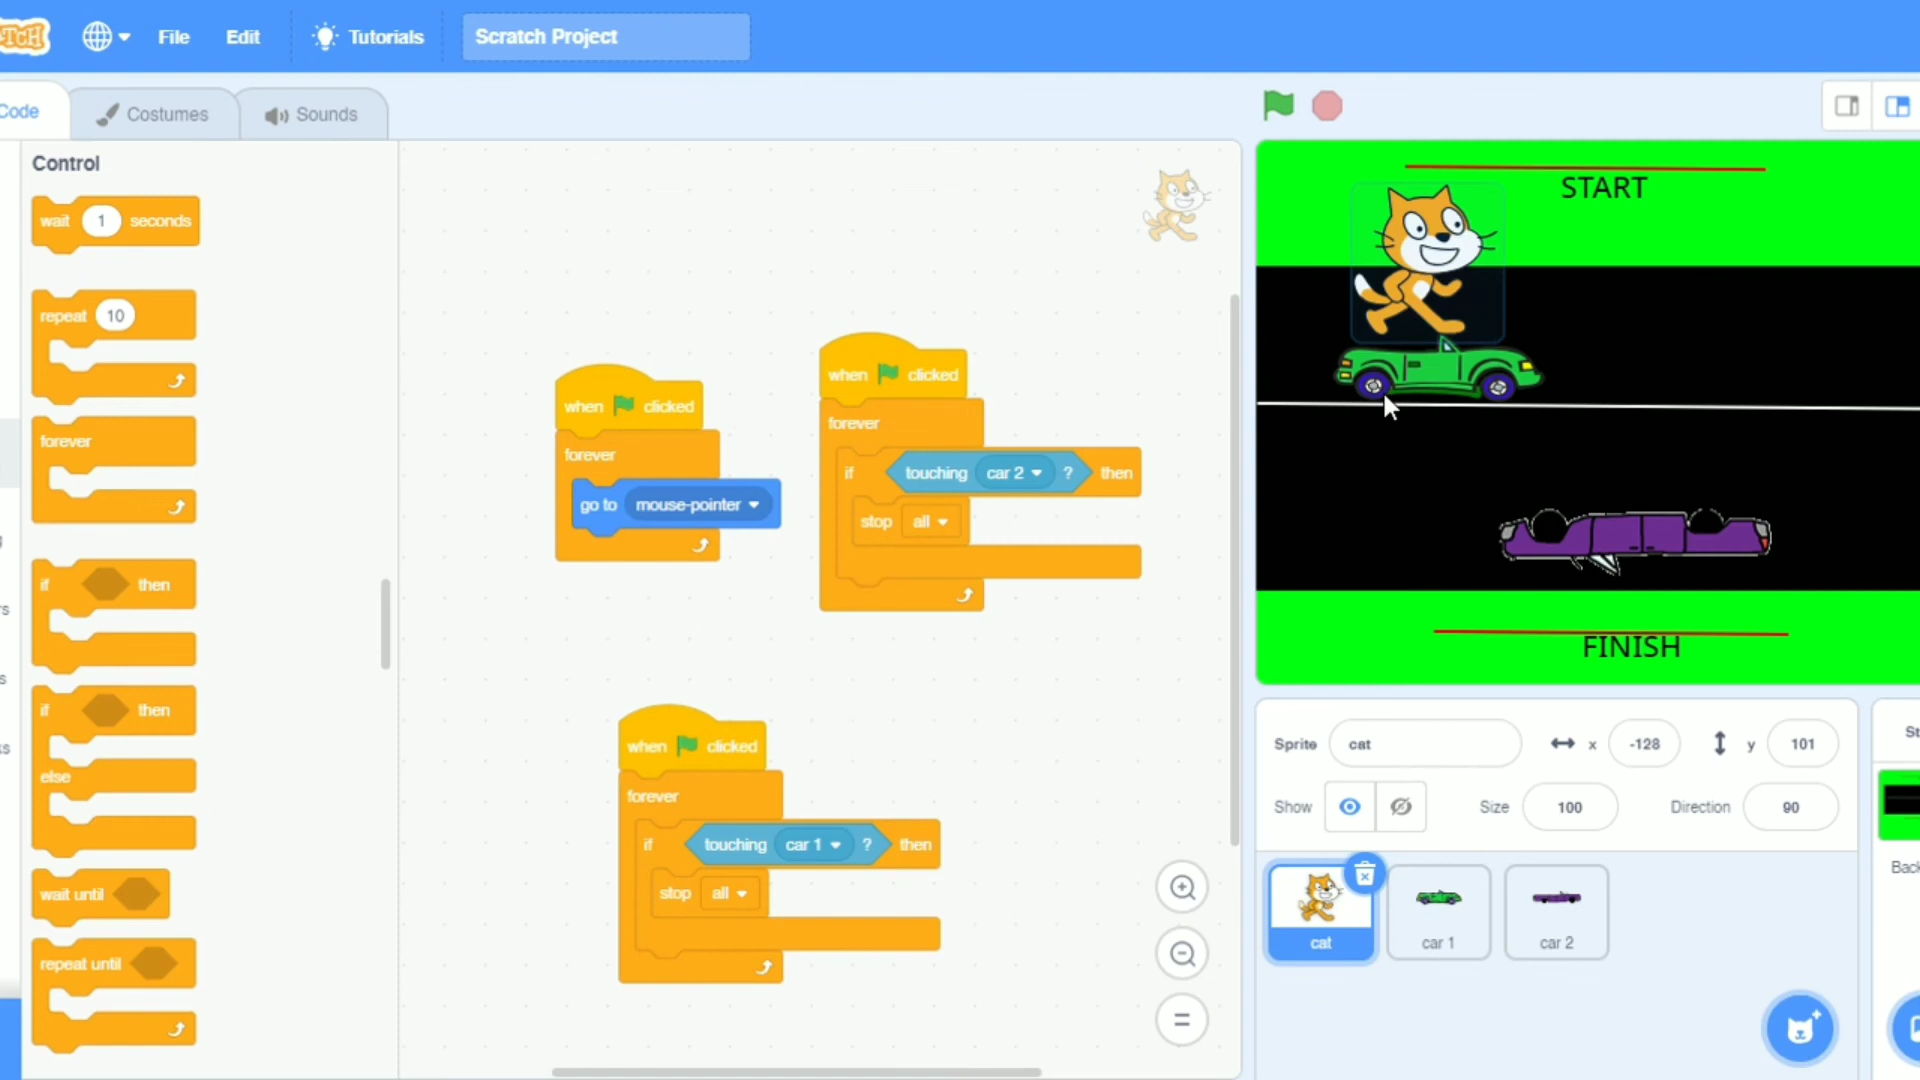 TCH File Edit Tutorials Scratch Project
Code Costumes Sounds
Control
wait 1 seconds
repeat 10
forever
if then
if then
else
wait until
repeat until
when clicked
forever
go to mouse-pointer
when clicked
forever
if touching car 2 ? then
stop all
when clicked
forever
if touching car 1 ? then
stop all
START
FINISH
Sprite cat x -128 y 101
Show Size 100 Direction 90
cat car 1 car 2
St
Back